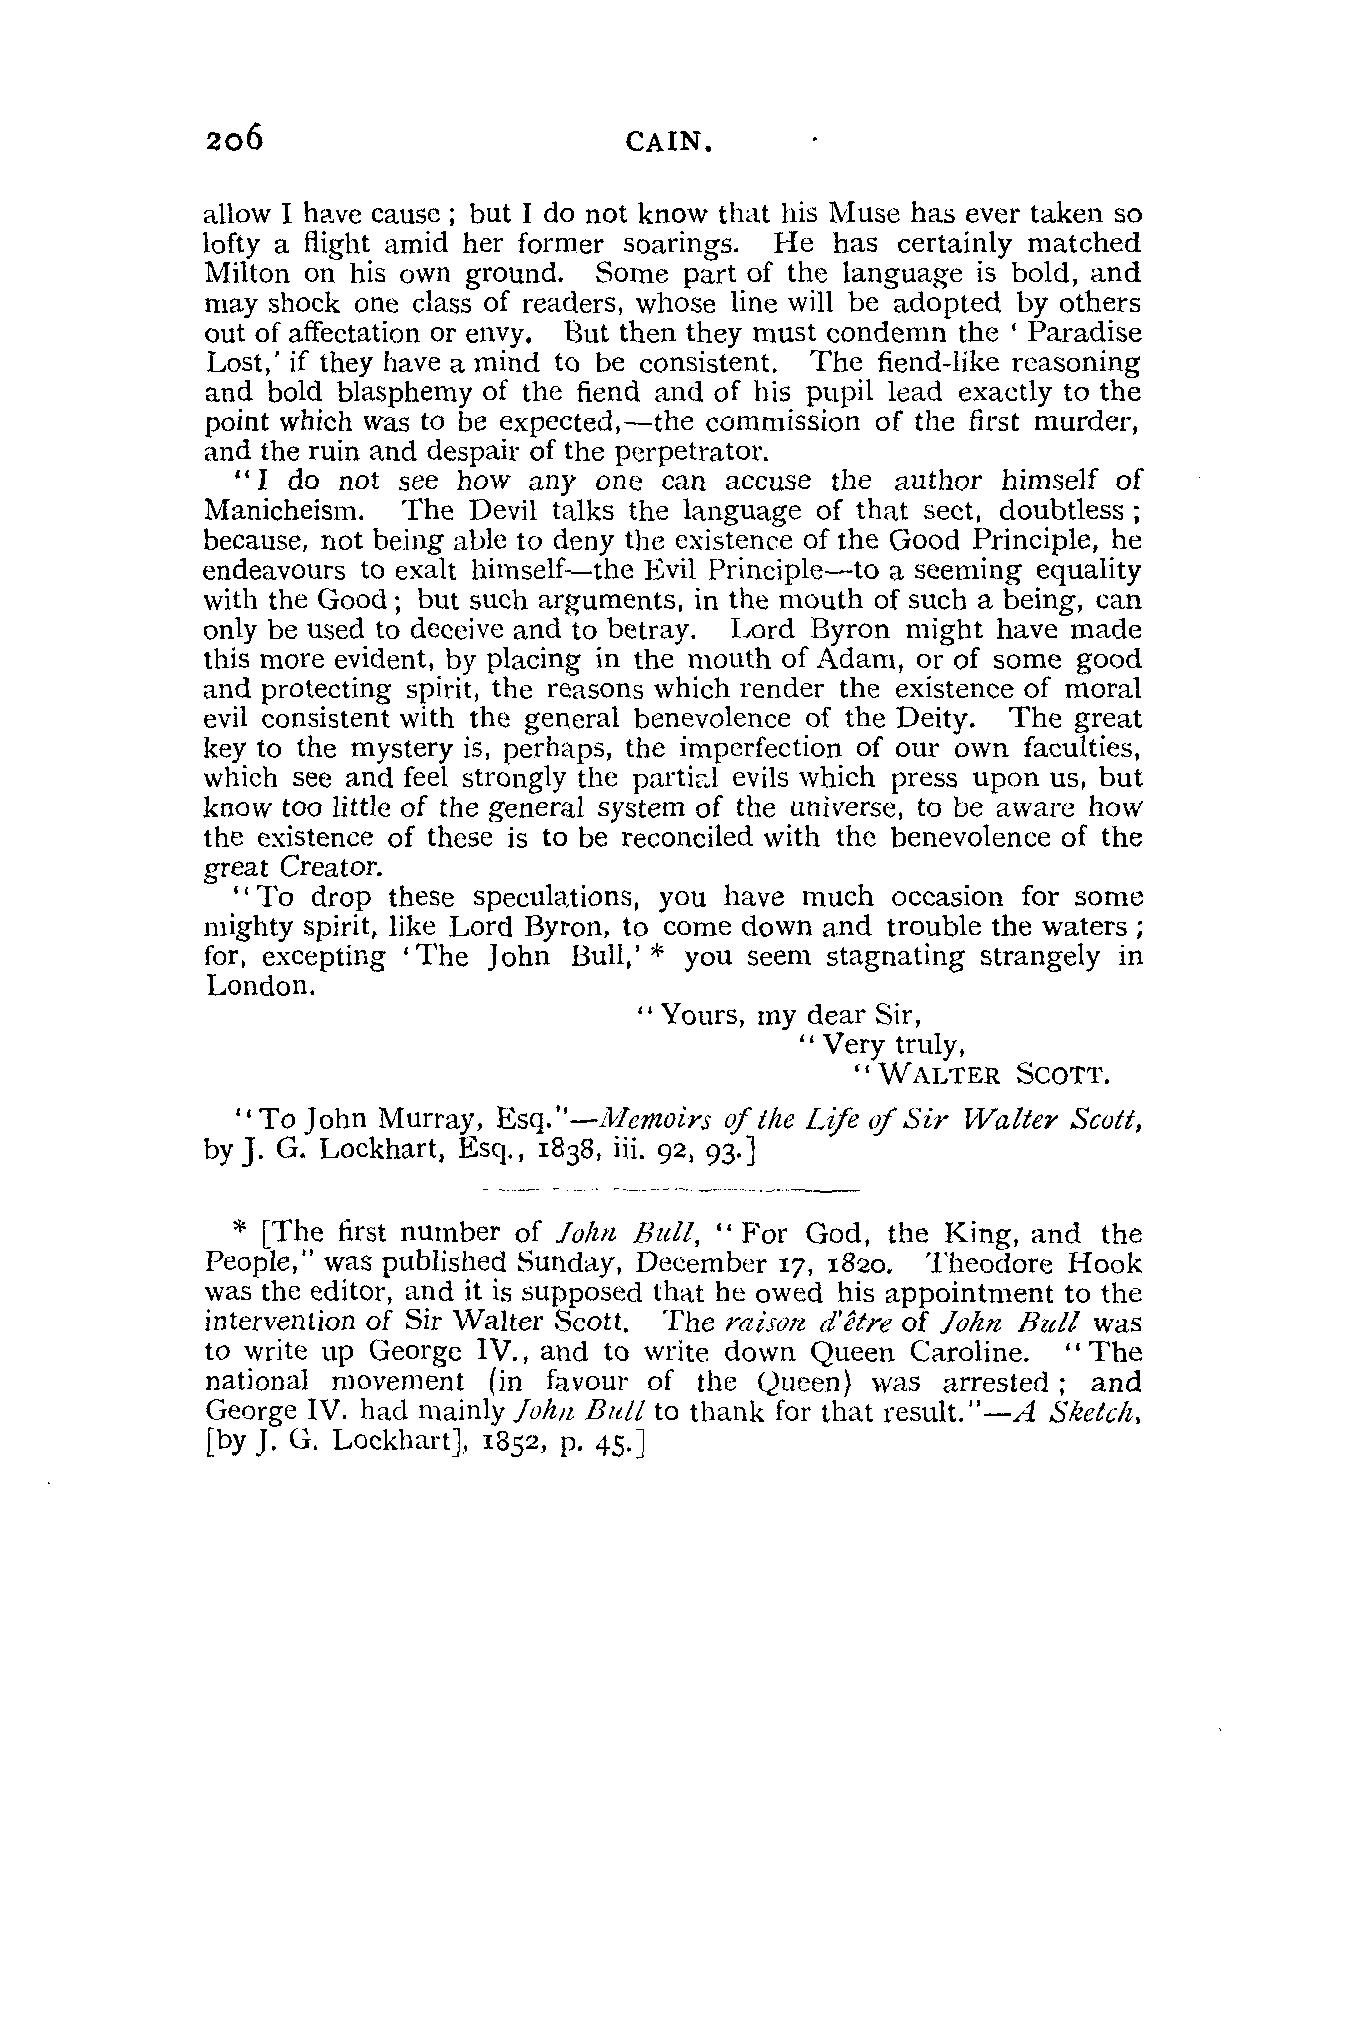 206 CAIN.
allow I have cause ; but I do not know that his Muse has ever taken so
lofty a flight amid her former soarings. He has certainly matched
Milton on his own ground. Some part of the language is bold, and
may shock one class of readers, whose line will be adopted by others
out of affectation or envy. But then they must condemn the ‘ Paradise
Lost,’ if they have a mind to be consistent. The fiend-like reasoning
and bold blasphemy of the fiend and of his pupil lead exactly to the
point which was to be expected,—the commission of the first murder,
and the ruin and despair of the perpetrator.
“I do not see how any one can accuse the author himself of
Manicheism. The Devil talks the language of that sect, doubtless ;
because, not being able to deny the existence of the Good Principle, he
endeavours to exalt himself—the Evil Principle—to a seeming equality
with the Good ; but such arguments, in the mouth of such a being, can
only be used to deceive and to betray. Lord Byron might have made
this more evident, by placing in the mouth of Adam, or of some good
and protecting spirit, the reasons which render the existence of moral
evil consistent with the general benevolence of the Deity. The great
key to the mystery is, perhaps, the imperfection of our own faculties,
which see and feel strongly the partial evils which press upon us, but
know too little of the general system of the universe, to be aware how
the existence of these is to be reconciled with the benevolence of the
great Creator.
“To drop these speculations, you have much occasion for some
mighty spirit, like Lord Byron, to come down and trouble the waters ;
for, excepting ‘The John Bull,’ * you seem stagnating strangely in
London.
“Yours, my dear Sir,
“Very truly,
“WALTER SCOTT.
“To John Murray, Esq.”—Memoirs of the Life of Sir Walter Scott,
by J. G. Lockhart, Esq., 1838, iii. 92, 93.]
* [The first number of John Bull, “For God, the King, and the
People,” was published Sunday, December 17, 1820. Theodore Hook
was the editor, and it is supposed that he owed his appointment to the
intervention of Sir Walter Scott. The raison d’être of John Bull was
to write up George IV., and to write down Queen Caroline. “The
national movement (in favour of the Queen) was arrested ; and
George IV. had mainly John Bull to thank for that result.”—A Sketch,
[by J. G. Lockhart], 1852, p. 45.]